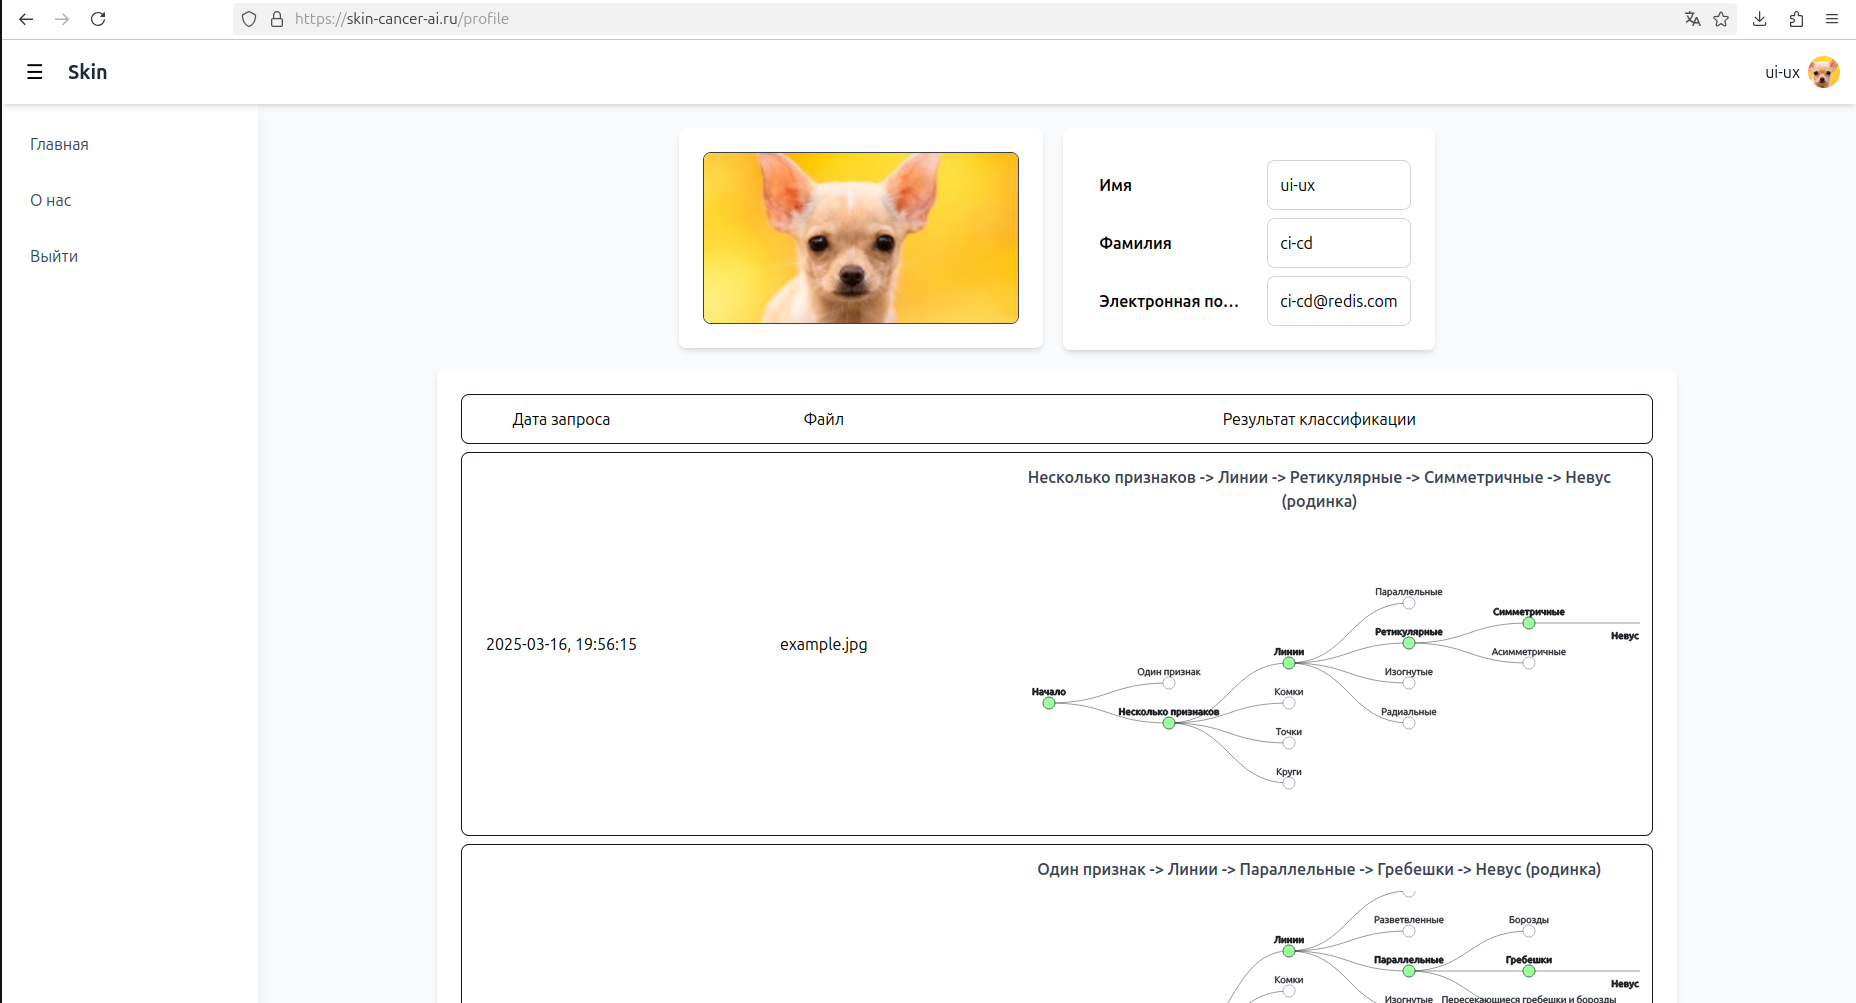 https://skin-cancer-ai.ru/profile
Skin
ui-ux
Главная
О нас
Выйти
Имя
ui-ux
Фамилия
ci-cd
Электронная по...
ci-cd@redis.com
Дата запроса
Файл
Результат классификации
Несколько признаков -> Линии -> Ретикулярные -> Симметричные -> Невус
(родинка)
2025-03-16, 19:56:15
example.jpg
Параллельные
Симметричные
Ретикулярные
Невус
Линии
Асимметричные
Один признак
Изогнутые
Начало
Комки
Несколько признаков
Радиальные
Точки
Круги
Один признак -> Линии -> Параллельные -> Гребешки -> Невус (родинка)
Разветвленные
Борозды
Линии
Параллельные
Гребешки
Комки
Невус
Изогнутые
Пересекающиеся гребешки и борозды